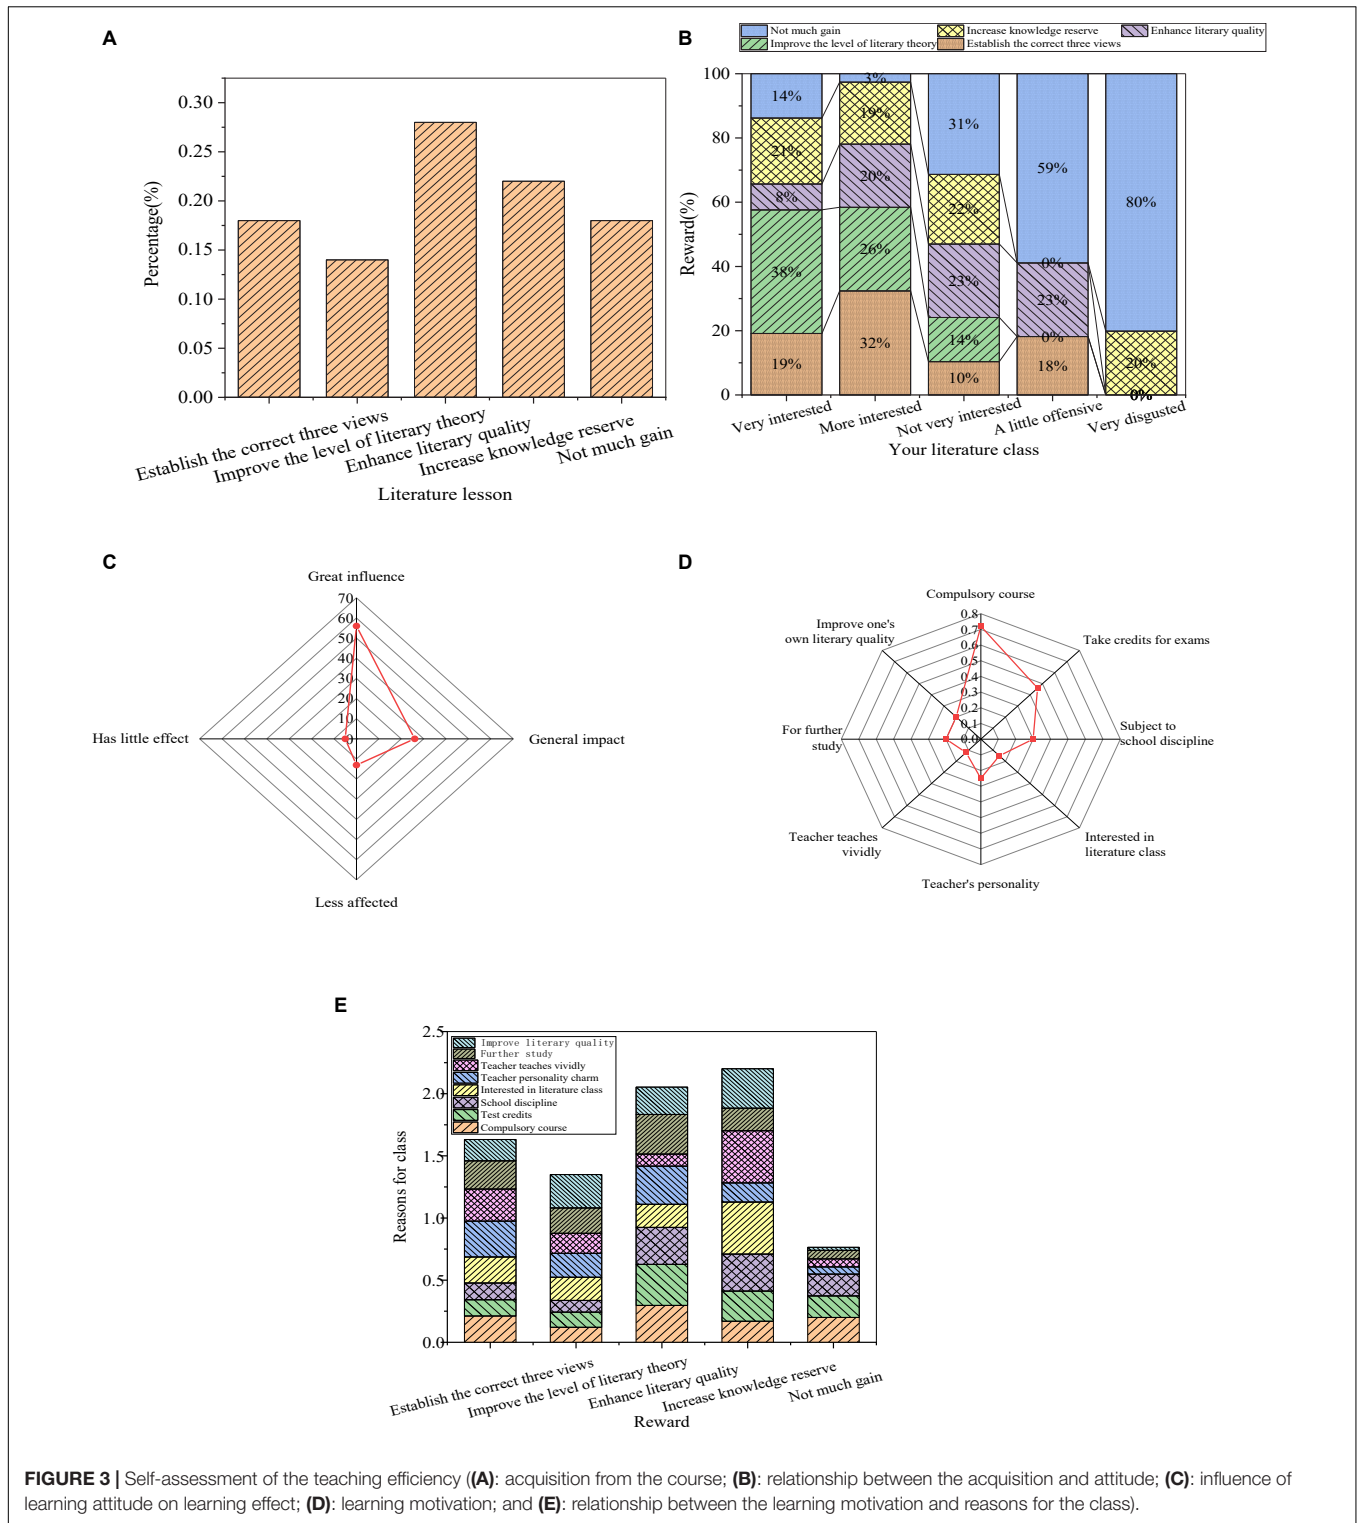 A
0.30
0.25
0.20
0.15
0.10
0.05
0.00
Percentage(%)
Establish the correct three views
Improve the level of literary theory
Enhance literary quality
Increase knowledge reserve
Not much gain
Literature lesson
B
Not much gain
Increase knowledge reserve
Enhance literary quality
Improve the level of literary theory
Establish the correct three views
100
80
60
40
20
0
Reward(%)
14%
21%
8%
38%
19%
3%
19%
20%
26%
32%
31%
22%
23%
14%
10%
59%
0%
23%
0%
18%
80%
20%
0%
Very interested
More interested
Not very interested
A little offensive
Very disgusted
Your literature class
C
Great influence
70
60
50
40
30
20
10
0
Has little effect
General impact
Less affected
D
Compulsory course
0.8
0.7
0.6
0.5
0.4
0.3
0.2
0.1
0.0
Improve one's
own literary quality
Take credits for exams
For further
study
Subject to
school discipline
Teacher teaches
vividly
Interested in
literature class
Teacher's personality
E
2.5
2.0
1.5
1.0
0.5
0.0
Reasons for class
Improve literary quality
Further study
Teacher teaches vividly
Teacher personality charm
Interested in literature class
School discipline
Test credits
Compulsory course
Establish the correct three views
Improve the level of literary theory
Enhance literary quality
Increase knowledge reserve
Not much gain
Reward
FIGURE 3 | Self-assessment of the teaching efficiency ((A): acquisition from the course; (B): relationship between the acquisition and attitude; (C): influence of
learning attitude on learning effect; (D): learning motivation; and (E): relationship between the learning motivation and reasons for the class).